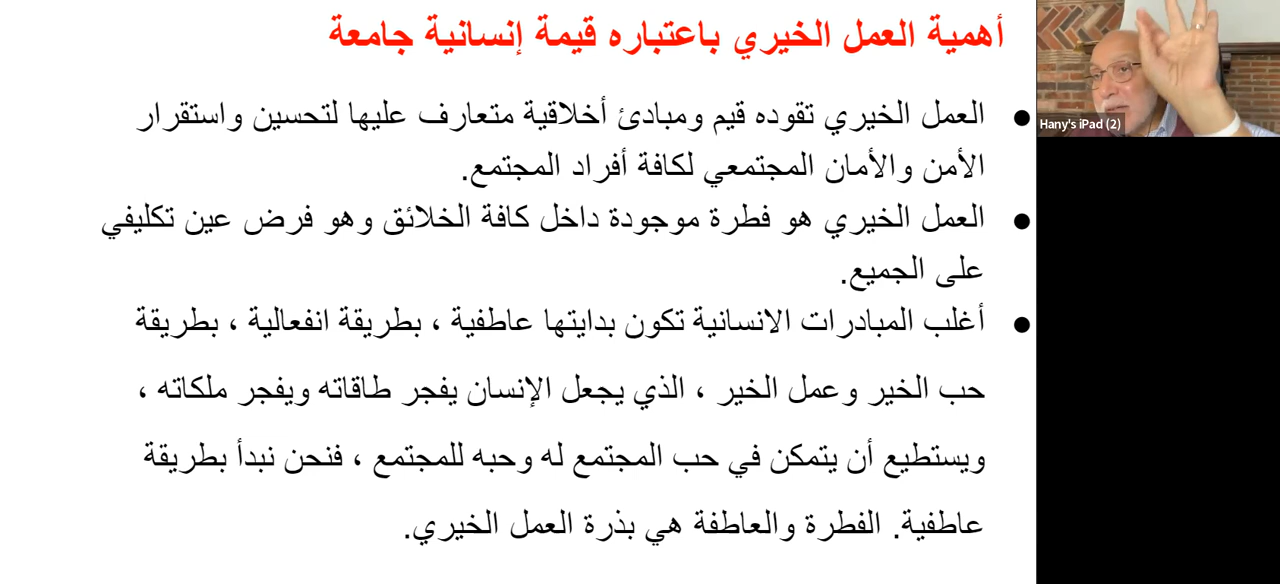 أهمية العمل الخيري باعتباره قيمة إنسانية جامعة
● العمل الخيري تقوده قيم ومبادئ أخلاقية متعارف عليها لتحسين واستقرار
الأمن والأمان المجتمعي لكافة أفراد المجتمع.
● العمل الخيري هو فطرة موجودة داخل كافة الخلائق وهو فرض عين تكليفي
على الجميع.
● أغلب المبادرات الانسانية تكون بدايتها عاطفية ، بطريقة انفعالية ، بطريقة
حب الخير وعمل الخير ، الذي يجعل الإنسان يفجر طاقاته ويفجر ملكاته ،
ويستطيع أن يتمكن في حب المجتمع له وحبه للمجتمع ، فنحن نبدأ بطريقة
عاطفية. الفطرة والعاطفة هي بذرة العمل الخيري.
Hany's iPad (2)